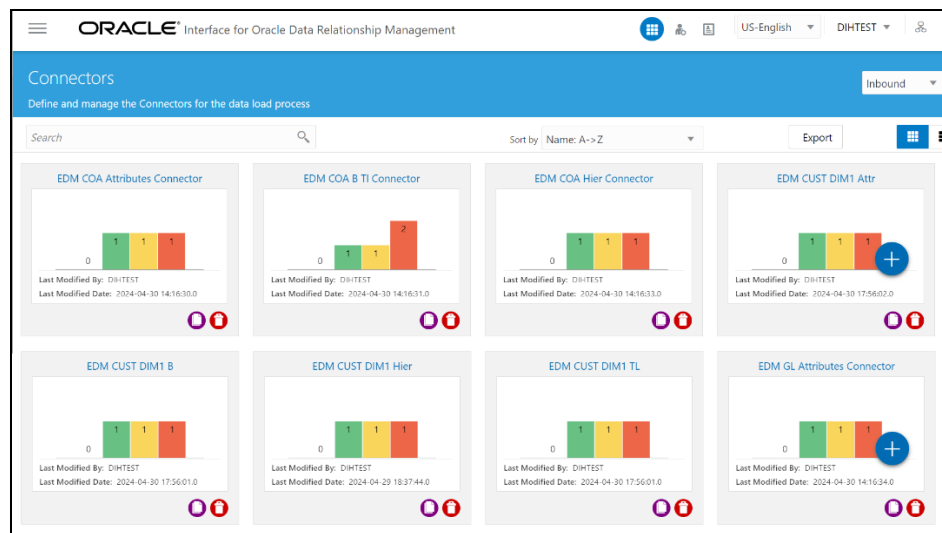 ORACLE® Interface for Oracle Data Relationship Management
US-English
DIHTEST
Connectors
Define and manage the Connectors for the data load process
Inbound
Search
Sort by Name: A->Z
Export
EDM COA Attributes Connector
0 1 1 1
Last Modified By: DIHTEST
Last Modified Date: 2024-04-30 14:16:30.0
EDM COA B Tl Connector
0 1 1 2
Last Modified By: DIHTEST
Last Modified Date: 2024-04-30 14:16:31.0
EDM COA Hier Connector
0 1 1 1
Last Modified By: DIHTEST
Last Modified Date: 2024-04-30 14:16:33.0
EDM CUST DIM1 Attr
0 1 1 1
Last Modified By: DIHTEST
Last Modified Date: 2024-04-30 17:56:02.0
EDM CUST DIM1 B
0 1 1 1
Last Modified By: DIHTEST
Last Modified Date: 2024-04-30 17:56:01.0
EDM CUST DIM1 Hier
0 1 1 1
Last Modified By: DIHTEST
Last Modified Date: 2024-04-29 18:37:44.0
EDM CUST DIM1 TL
0 1 1 1
Last Modified By: DIHTEST
Last Modified Date: 2024-04-30 17:56:01.0
EDM GL Attributes Connector
0 1 1 1
Last Modified By: DIHTEST
Last Modified Date: 2024-04-30 14:16:34.0